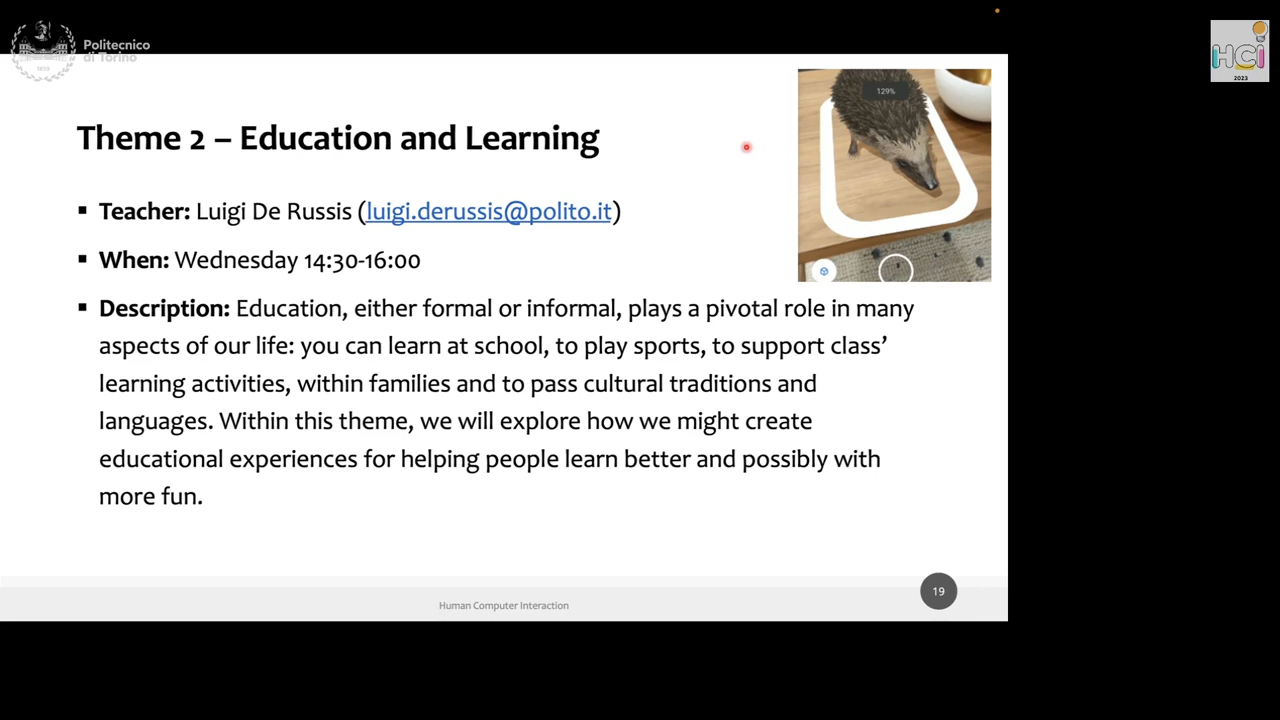 Politecnico
di Torino
1859
HCI
2023
129%
Theme 2 – Education and Learning
▪ Teacher: Luigi De Russis (luigi.derussis@polito.it)
▪ When: Wednesday 14:30-16:00
▪ Description: Education, either formal or informal, plays a pivotal role in many
aspects of our life: you can learn at school, to play sports, to support class’
learning activities, within families and to pass cultural traditions and
languages. Within this theme, we will explore how we might create
educational experiences for helping people learn better and possibly with
more fun.
Human Computer Interaction
19